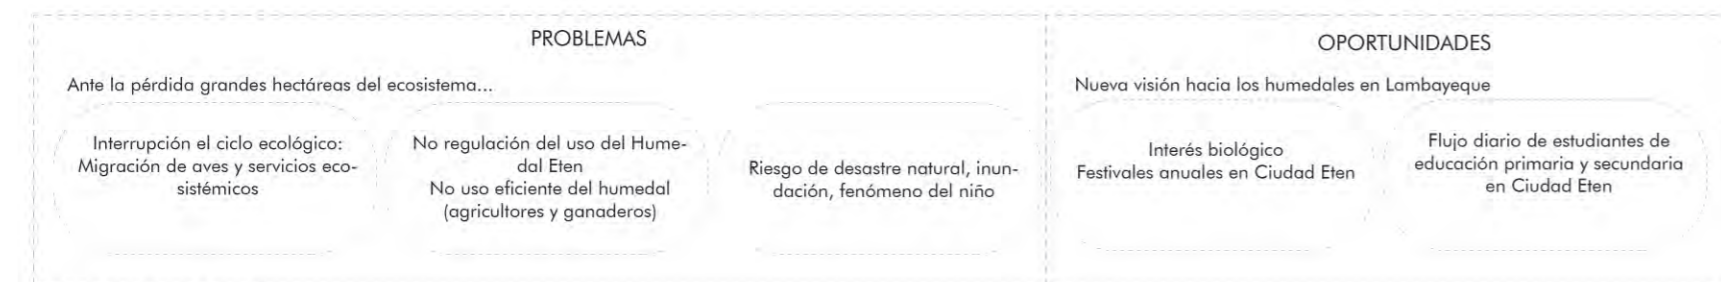 PROBLEMAS
Ante la pérdida grandes hectáreas del ecosistema...
Interrupción el ciclo ecológico:
Migración de aves y servicios eco-
sistémicos
No regulación del uso del Hume-
dal Eten
No uso eficiente del humedal
(agricultores y ganaderos)
Riesgo de desastre natural, inun-
dación, fenómeno del niño
OPORTUNIDADES
Nueva visión hacia los humedales en Lambayeque
Interés biológico
Festivales anuales en Ciudad Eten
Flujo diario de estudiantes de
educación primaria y secundaria
en Ciudad Eten